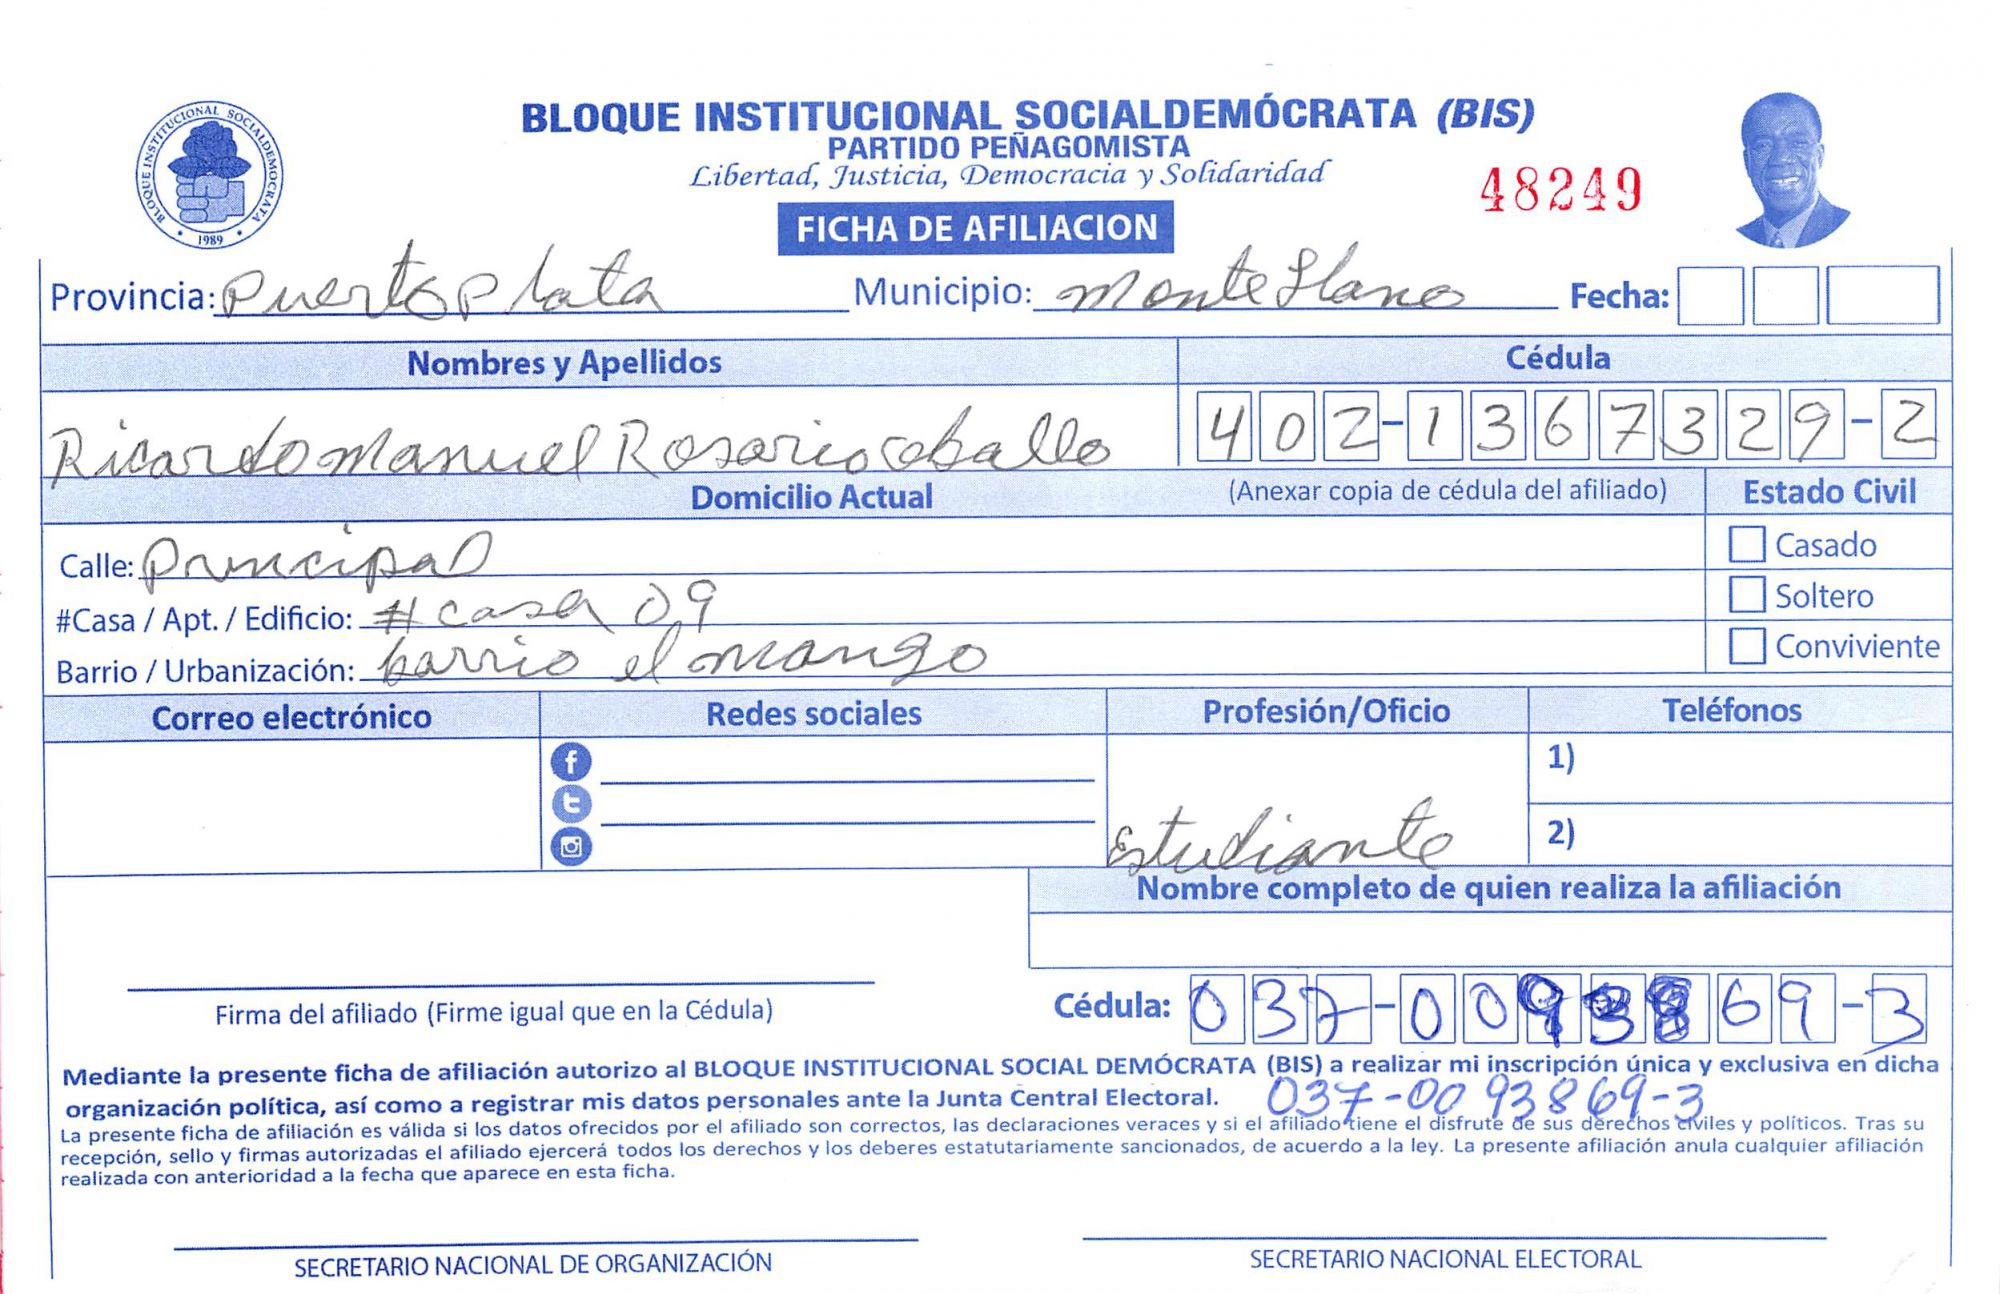 BLOQUE INSTITUCIONAL SOCIALDEMOCRATA
1989
BLOQUE INSTITUCIONAL SOCIALDEMÓCRATA (BIS)
PARTIDO PEÑAGOMISTA
Libertad, Justicia, Democracia y Solidaridad
48249
FICHA DE AFILIACION
Provincia: Puerto Plata Municipio: Monte Llano Fecha:
Nombres y Apellidos Cédula
Ricardo Manuel Rosario ceballo 402-1367329-2
Domicilio Actual (Anexar copia de cédula del afiliado) Estado Civil
Calle: Principal Casado
#Casa / Apt. / Edificio: # casa 09 Soltero
Barrio / Urbanización: barrio el mango Conviviente
Correo electrónico Redes sociales Profesión/Oficio Teléfonos
1)
Estudiante 2)
Nombre completo de quien realiza la afiliación
Firma del afiliado (Firme igual que en la Cédula) Cédula: 037-0093869-3
Mediante la presente ficha de afiliación autorizo al BLOQUE INSTITUCIONAL SOCIAL DEMÓCRATA (BIS) a realizar mi inscripción única y exclusiva en dicha
organización política, así como a registrar mis datos personales ante la Junta Central Electoral. 037-0093869-3
La presente ficha de afiliación es válida si los datos ofrecidos por el afiliado son correctos, las declaraciones veraces y si el afiliado tiene el disfrute de sus derechos civiles y políticos. Tras su
recepción, sello y firmas autorizadas el afiliado ejercerá todos los derechos y los deberes estatutariamente sancionados, de acuerdo a la ley. La presente afiliación anula cualquier afiliación
realizada con anterioridad a la fecha que aparece en esta ficha.
SECRETARIO NACIONAL DE ORGANIZACIÓN SECRETARIO NACIONAL ELECTORAL